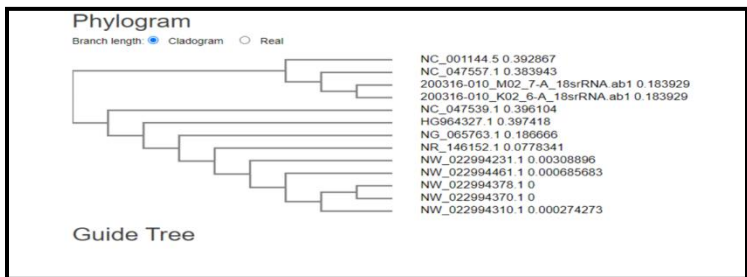 Phylogram
Branch length: Cladogram Real
NC_001144.5 0.392867
NC_047557.1 0.383943
200316-010_M02_7-A_18srRNA.ab1 0.183929
200316-010_K02_6-A_18srRNA.ab1 0.183929
NC_047539.1 0.396104
HG964327.1 0.397418
NG_065763.1 0.186666
NR_146152.1 0.0778341
NW_022994231.1 0.00308896
NW_022994461.1 0.000685683
NW_022994378.1 0
NW_022994370.1 0
NW_022994310.1 0.000274273
Guide Tree